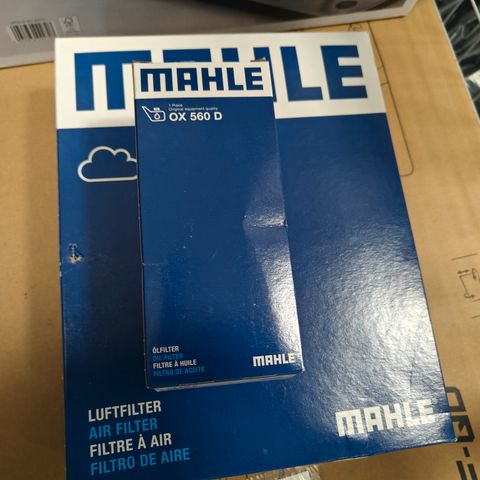 MAHLE
MAHLE
1 Piece
Original equipment quality
OX 560 D
ÖLFILTER
OIL FILTER
FILTRE À HUILE
FILTRO DE ACEITE
MAHLE
LUFTFILTER
AIR FILTER
FILTRE À AIR
FILTRO DE AIRE
MAHLE